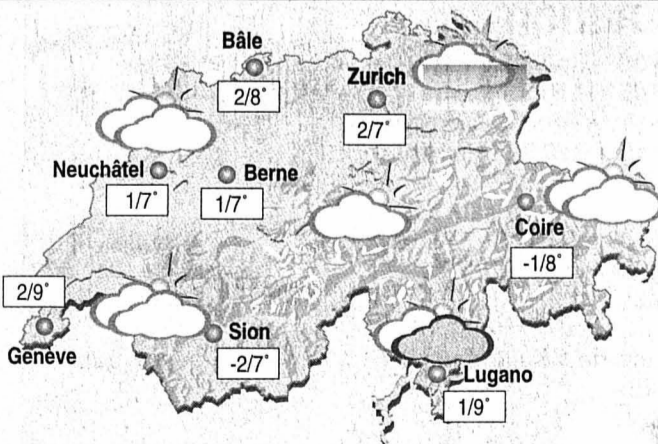 Bâle
2/8°
Zurich
2/7°
Neuchâtel
1/7°
Berne
1/7°
Coire
-1/8°
2/9°
Genève
Sion
-2/7°
Lugano
1/9°